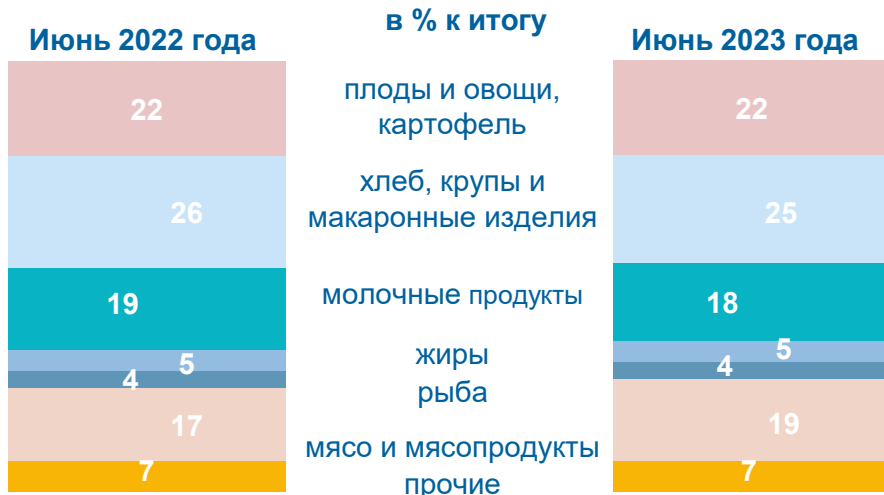 в % к итогу
Июнь 2022 года
Июнь 2023 года
22
плоды и овощи,
картофель
22
26
хлеб, крупы и
макаронные изделия
25
19
молочные продукты
18
5
жиры
5
4
рыба
4
17
мясо и мясопродукты
19
7
прочие
7